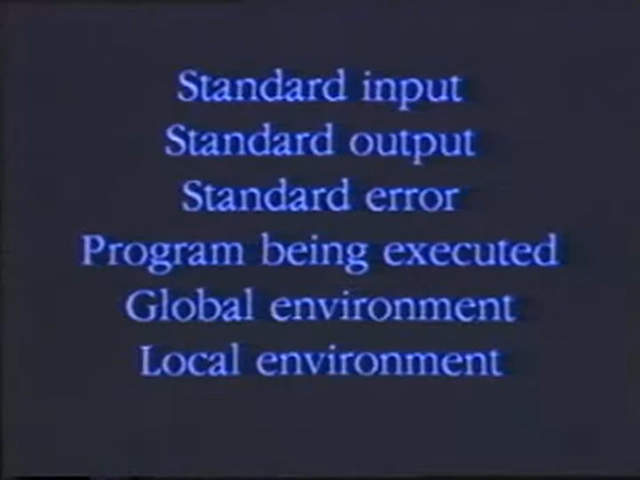 Standard input
Standard output
Standard error
Program being executed
Global environment
Local environment